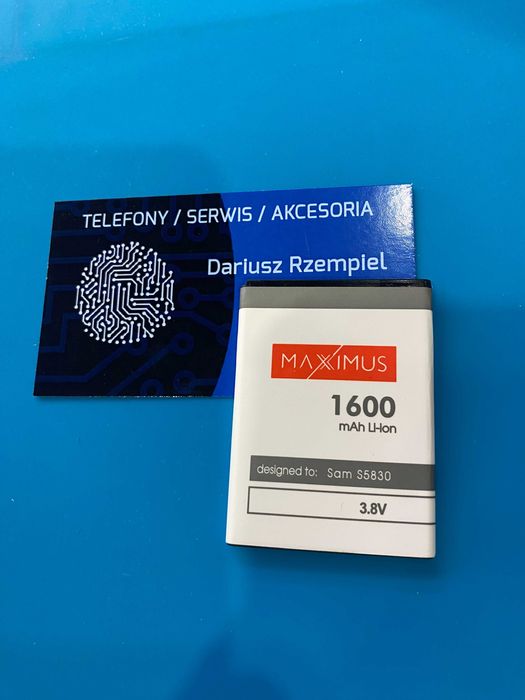 TELEFONY / SERWIS / AKCESORIA
Dariusz Rzempiel
MAXXIMUS
1600
mAh Li-Ion
designed to: Sam S5830
3.8V